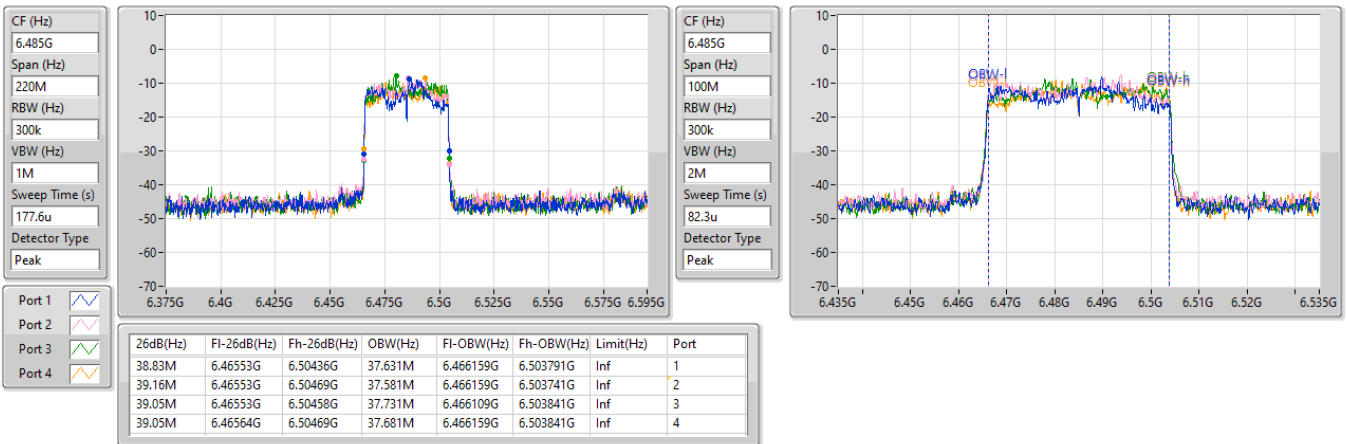 CF (Hz)
6.485G
Span (Hz)
220M
RBW (Hz)
300k
VBW (Hz)
1M
Sweep Time (s)
177.6u
Detector Type
Peak
10
0
-10
-20
-30
-40
-50
-60
-70
6.375G 6.4G 6.425G 6.45G 6.475G 6.5G 6.525G 6.55G 6.575G 6.595G
CF (Hz)
6.485G
Span (Hz)
100M
RBW (Hz)
300k
VBW (Hz)
2M
Sweep Time (s)
82.3u
Detector Type
Peak
10
0
-10
-20
-30
-40
-50
-60
-70
OBW-l
OBW-h
6.435G 6.45G 6.46G 6.47G 6.48G 6.49G 6.5G 6.51G 6.52G 6.535G
Port 1
Port 2
Port 3
Port 4
26dB(Hz) Fl-26dB(Hz) Fh-26dB(Hz) OBW(Hz) Fl-OBW(Hz) Fh-OBW(Hz) Limit(Hz) Port
38.83M 6.46553G 6.50436G 37.631M 6.466159G 6.503791G Inf 1
39.16M 6.46553G 6.50469G 37.581M 6.466159G 6.503741G Inf 2
39.05M 6.46553G 6.50458G 37.731M 6.466109G 6.503841G Inf 3
39.05M 6.46564G 6.50469G 37.681M 6.466159G 6.503841G Inf 4